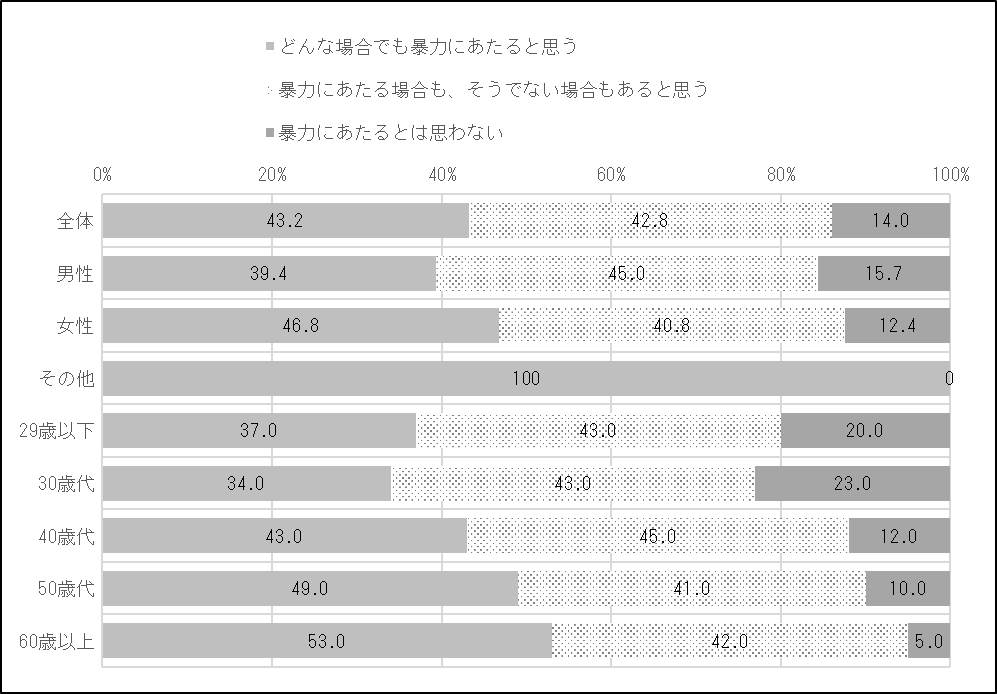 どんな場合でも暴力にあたると思う
暴力にあたる場合も、そうでない場合もあると思う
暴力にあたるとは思わない
0% 20% 40% 60% 80% 100%
全体 43.2 42.8 14.0
男性 39.4 45.0 15.7
女性 46.8 40.8 12.4
その他 100 0
29歳以下 37.0 43.0 20.0
30歳代 34.0 43.0 23.0
40歳代 43.0 45.0 12.0
50歳代 49.0 41.0 10.0
60歳以上 53.0 42.0 5.0